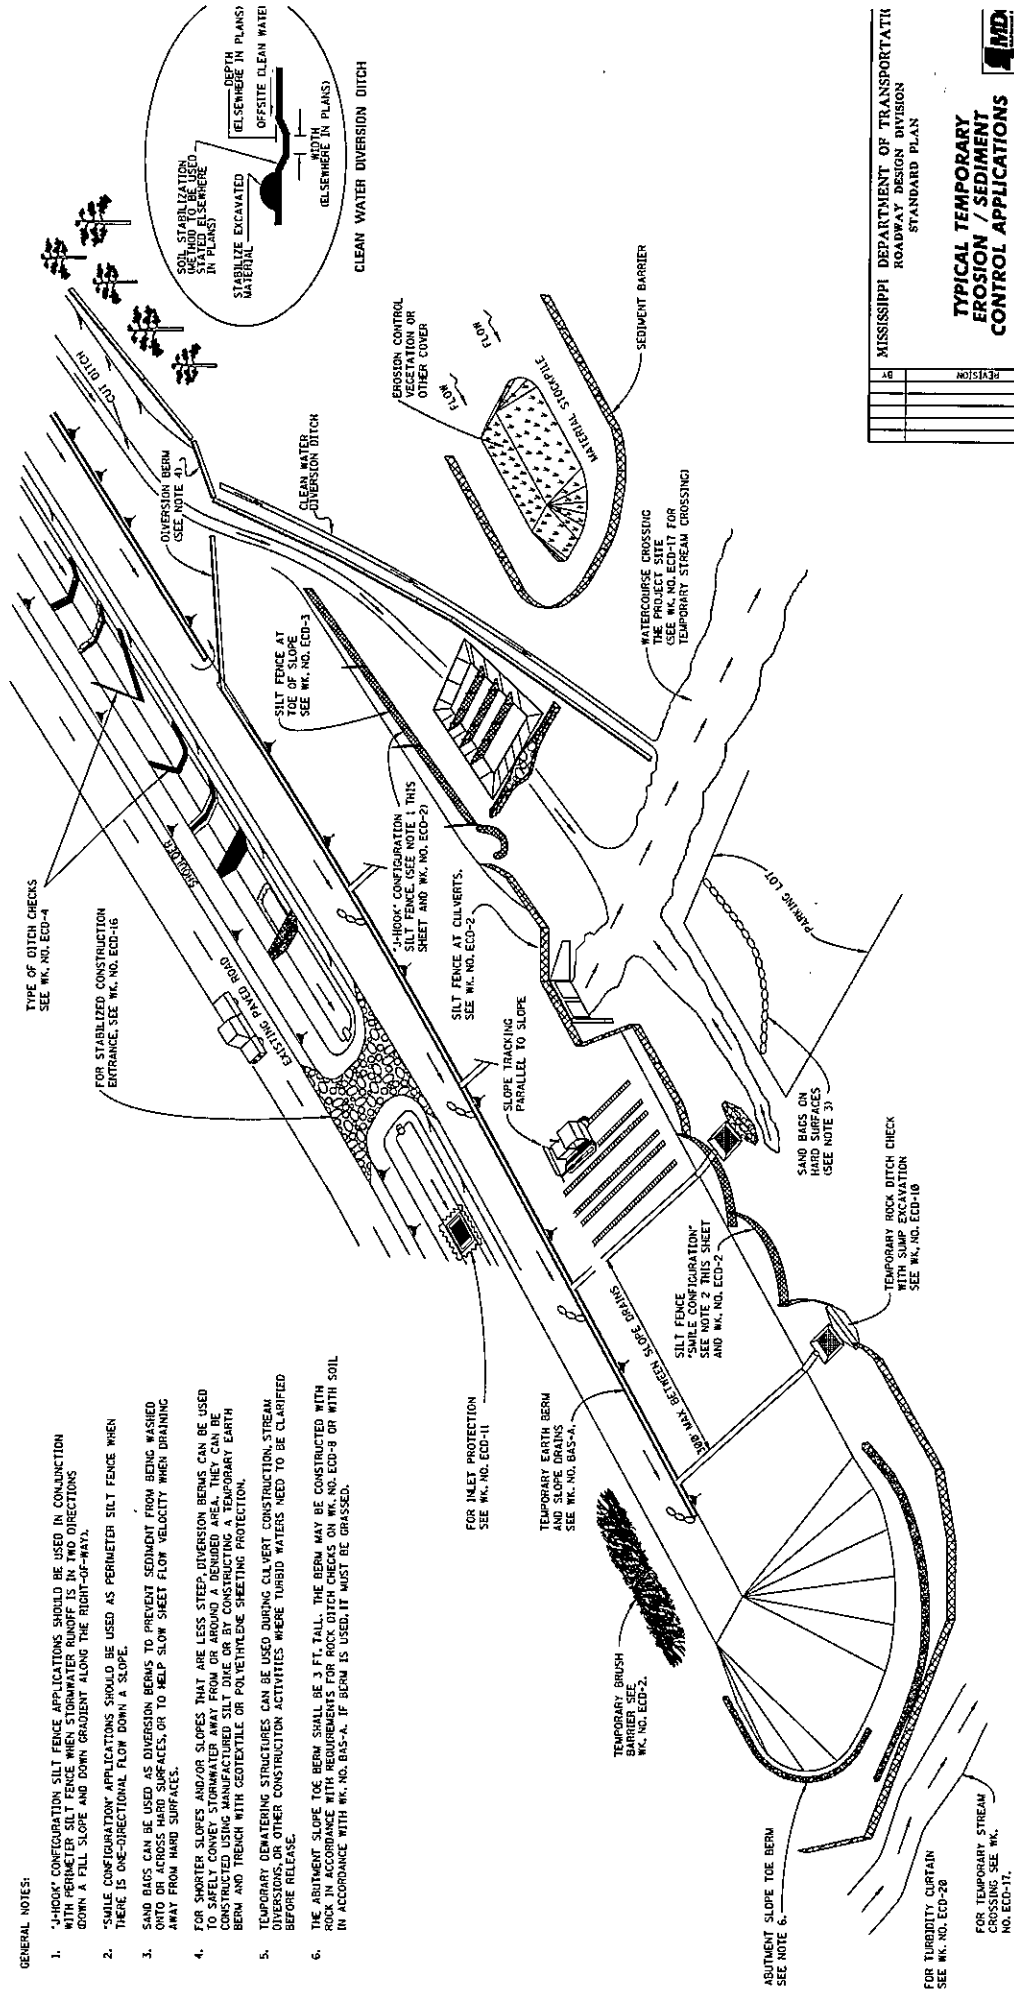 GENERAL NOTES:
1. "J-HOOK" CONFIGURATION SILT FENCE APPLICATIONS SHOULD BE USED IN CONJUNCTION
WITH PERIMETER SILT FENCE WHEN STORMWATER RUNOFF IS IN TWO DIRECTIONS
(DOWN A FILL SLOPE AND DOWN GRADIENT ALONG THE RIGHT-OF-WAY).
2. "SMILE CONFIGURATION" APPLICATIONS SHOULD BE USED AS PERIMETER SILT FENCE WHEN
THERE IS ONE-DIRECTIONAL FLOW DOWN A SLOPE.
3. SAND BAGS CAN BE USED AS DIVERSION BERMS TO PREVENT SEDIMENT FROM BEING WASHED
ONTO OR ACROSS HARD SURFACES, OR TO HELP SLOW SHEET FLOW VELOCITY WHEN DRAINING
AWAY FROM HARD SURFACES.
4. FOR SHORTER SLOPES AND/OR SLOPES THAT ARE LESS STEEP, DIVERSION BERMS CAN BE USED
TO SAFELY CONVEY STORMWATER AWAY FROM OR AROUND A DENUDED AREA. THEY CAN BE
CONSTRUCTED USING MANUFACTURED SILT DIKE OR BY CONSTRUCTING A TEMPORARY EARTH
BERM AND TRENCH WITH GEOTEXTILE OR POLYETHYLENE SHEETING PROTECTION.
5. TEMPORARY DEWATERING STRUCTURES CAN BE USED DURING CULVERT CONSTRUCTION, STREAM
DIVERSIONS, OR OTHER CONSTRUCITON ACTIVITIES WHERE TURBID WATERS NEED TO BE CLARIFIED
BEFORE RELEASE.
6. THE ABUTMENT SLOPE TOE BERM SHALL BE 3 FT. TALL. THE BERM MAY BE CONSTRUCTED WITH
ROCK IN ACCORDANCE WITH REQUIREMENTS FOR ROCK DITCH CHECKS ON WK. NO. ECD-8 OR WITH SOIL
IN ACCORDANCE WITH WK. NO. BAS-A. IF BERM IS USED, IT MUST BE GRASSED.
TYPE OF DITCH CHECKS
SEE WK. NO. ECD-4
FOR STABILIZED CONSTRUCTION
ENTRANCE, SEE WK. NO. ECD-16
EXISTING PAVED ROAD
SHOULDER
CUT DITCH
DIVERSION BERM
(SEE NOTE 4)
CLEAN WATER
DIVERSION DITCH
SOIL STABILIZATION
(METHOD TO BE USED
STATED ELSEWHERE
IN PLANS)
STABILIZE EXCAVATED
MATERIAL
DEPTH
(ELSEWHERE IN PLANS)
OFFSITE CLEAN WATE
WIDTH
(ELSEWHERE IN PLANS)
CLEAN WATER DIVERSION DITCH
SILT FENCE AT
TOE OF SLOPE
SEE WK. NO. ECD-3
"J-HOOK" CONFIGURATION
SILT FENCE. (SEE NOTE 1 THIS
SHEET AND WK. NO. ECD-2)
SILT FENCE AT CULVERTS.
SEE WK. NO. ECD-2
SLOPE TRACKING
PARALLEL TO SLOPE
EROSION CONTROL
VEGETATION OR
OTHER COVER
FLOW
FLOW
MATERIAL STOCKPILE
SEDIMENT BARRIER
WATERCOURSE CROSSING
THE PROJECT SITE
(SEE WK. NO. ECD-17 FOR
TEMPORARY STREAM CROSSING)
PARKING LOT
SAND BAGS ON
HARD SURFACES
(SEE NOTE 3)
TEMPORARY ROCK DITCH CHECK
WITH SUMP EXCAVATION
SEE WK. NO. ECD-10
SILT FENCE
"SMILE CONFIGURATION"
SEE NOTE 2 THIS SHEET
AND WK. NO. ECD-2
300' MAX BETWEEN SLOPE DRAINS
FOR INLET PROTECTION
SEE WK. NO. ECD-11
TEMPORARY EARTH BERM
AND SLOPE DRAINS
SEE WK. NO. BAS-A.
TEMPORARY BRUSH
BARRIER SEE
WK. NO. ECD-2.
ABUTMENT SLOPE TOE BERM
SEE NOTE 6.
FOR TURBIDITY CURTAIN
SEE WK. NO. ECD-20
FOR TEMPORARY STREAM
CROSSING SEE WK.
NO. ECD-17.
BY
REVISION
MISSISSIPPI DEPARTMENT OF TRANSPORTATI
ROADWAY DESIGN DIVISION
STANDARD PLAN
TYPICAL TEMPORARY
EROSION / SEDIMENT
CONTROL APPLICATIONS
MD